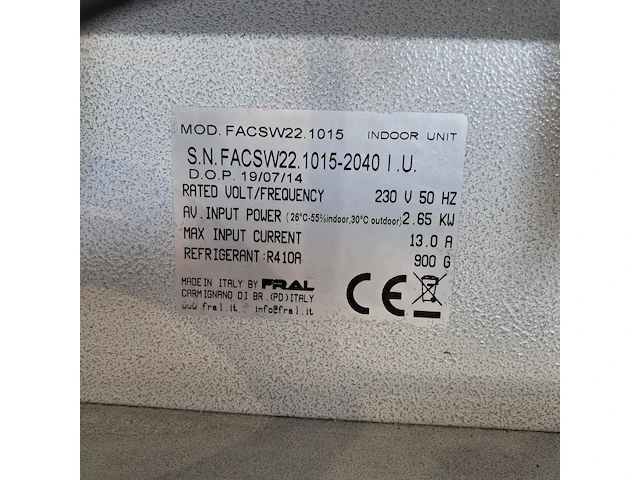 MOD. FACSW22.1015 INDOOR UNIT
S.N.FACSW22.1015-2040 I.U.
D.O.P. 19/07/14
RATED VOLT/FREQUENCY 230 V 50 HZ
AV.INPUT POWER (26°C-55%indoor,30°C outdoor) 2.65 KW
MAX INPUT CURRENT 13.0 A
REFRIGERANT:R410A 900 G
MADE IN ITALY BY FRAL
CARMIGNANO DI BR.(PD)ITALY
www.fral.it info@fral.it
CE